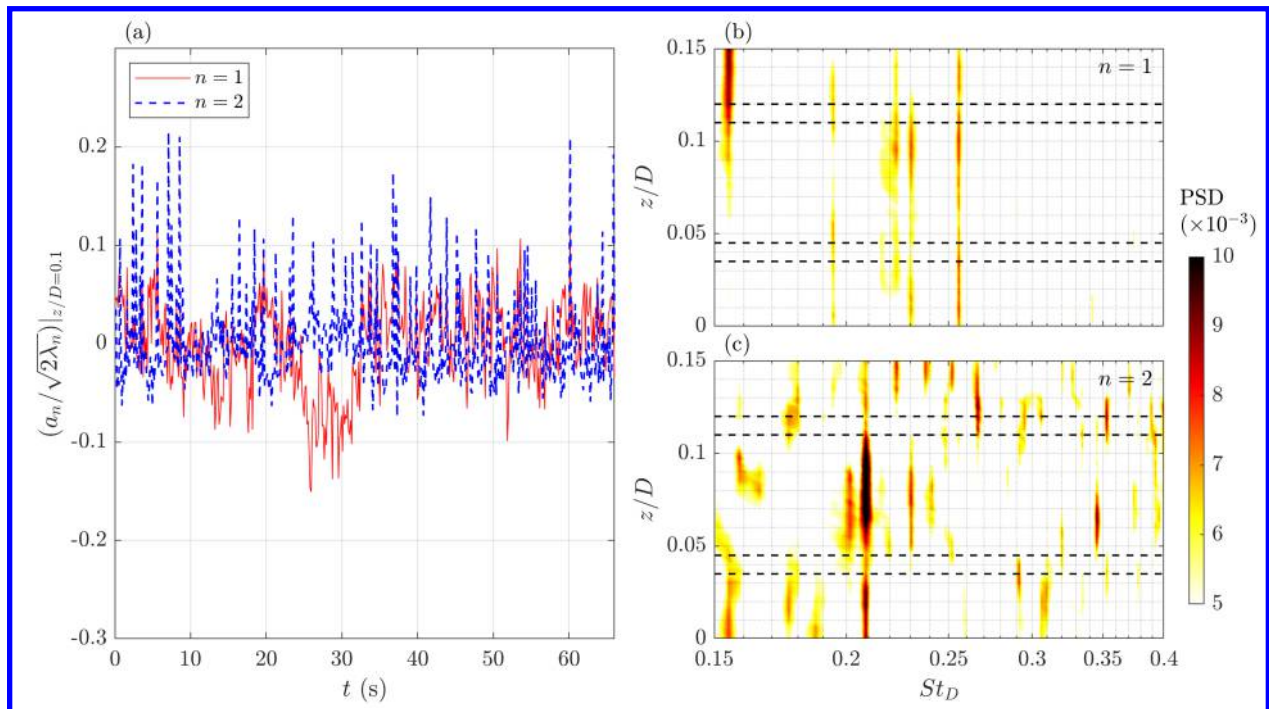 (a)
n = 1
n = 2
0.2
0.1
0
-0.1
-0.2
-0.3
(a_n/√2λ_n)|_{z/D=0.1}
0 10 20 30 40 50 60
t (s)
(b)
n = 1
0.15
0.1
0.05
0
z/D
(c)
n = 2
0.15
0.1
0.05
0
z/D
0.15 0.2 0.25 0.3 0.35 0.4
St_D
PSD
(×10⁻³)
10
9
8
7
6
5